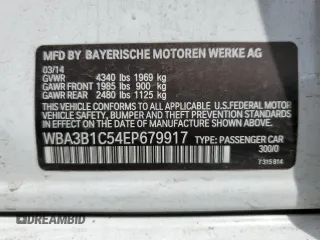 MFD BY BAYERISCHE MOTOREN WERKE AG
03/14
GVWR 4340 lbs 1969 kg
GAWR FRONT 1985 lbs 900 kg
GAWR REAR 2480 lbs 1125 kg
THIS VEHICLE CONFORMS TO ALL APPLICABLE U.S. FEDERAL MOTOR
VEHICLE SAFETY, BUMPER, AND THEFT PREVENTION STANDARDS
IN EFFECT ON THE DATE OF MANUFACTURE SHOWN ABOVE.
WBA3B1C54EP679917 TYPE: PASSENGER CAR
300/0
7315814
©AUTOBIDMASTER